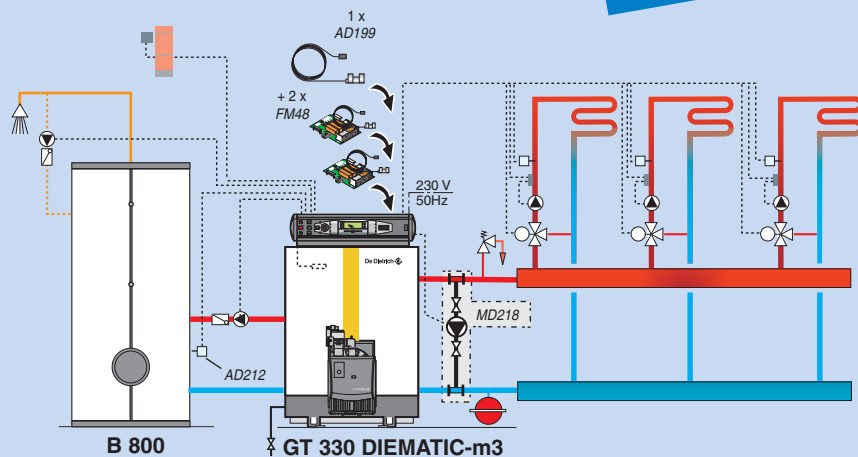 1 x
AD199
+ 2 x
FM48
230 V
50Hz
De Dietrich
MD218
AD212
B 800
GT 330 DIEMATIC-m3